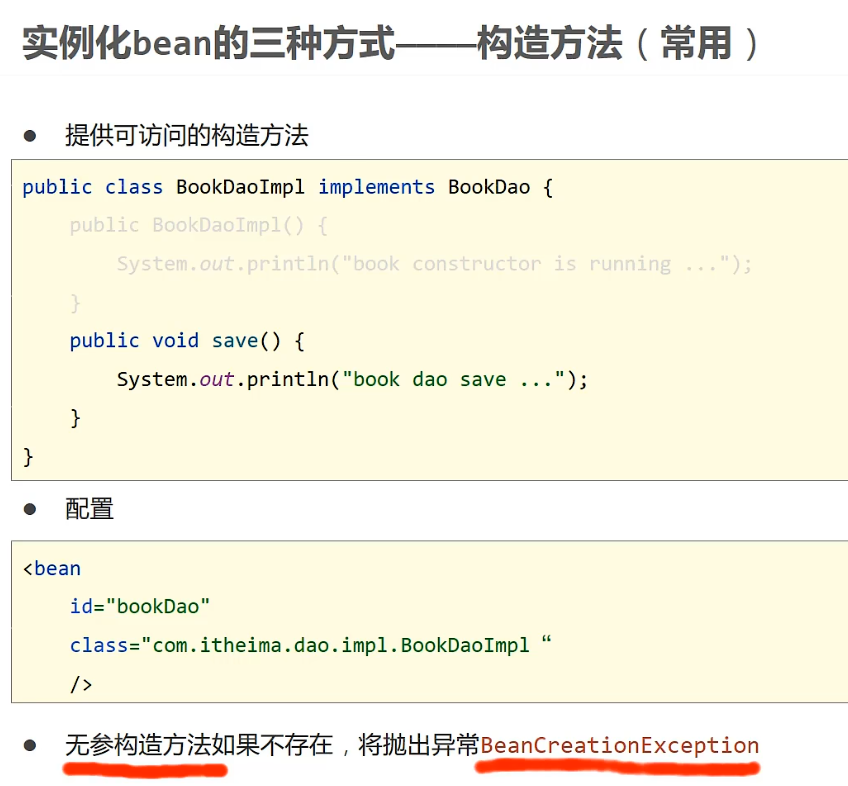 实例化bean的三种方式————构造方法（常用）
● 提供可访问的构造方法
public class BookDaoImpl implements BookDao {
    public BookDaoImpl() {
        System.out.println("book constructor is running ...");
    }
    public void save() {
        System.out.println("book dao save ...");
    }
}
● 配置
<bean
    id="bookDao"
    class="com.itheima.dao.impl.BookDaoImpl “
    />
● 无参构造方法如果不存在，将抛出异常BeanCreationException